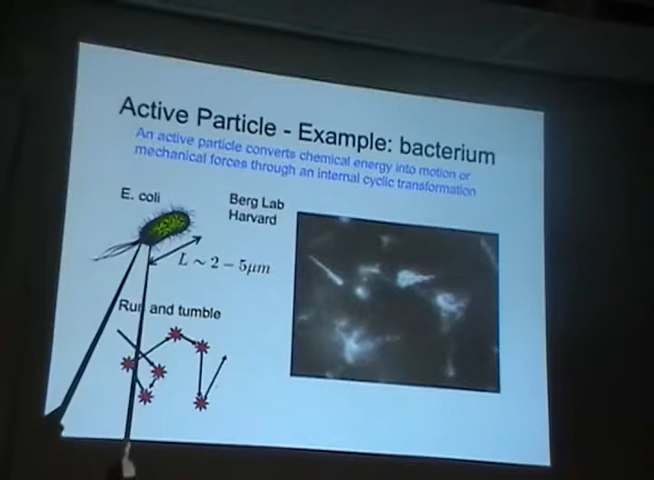 Active Particle - Example: bacterium
An active particle converts chemical energy into motion or
mechanical forces through an internal cyclic transformation
E. coli
Berg Lab
Harvard
L ~ 2 - 5μm
Run and tumble